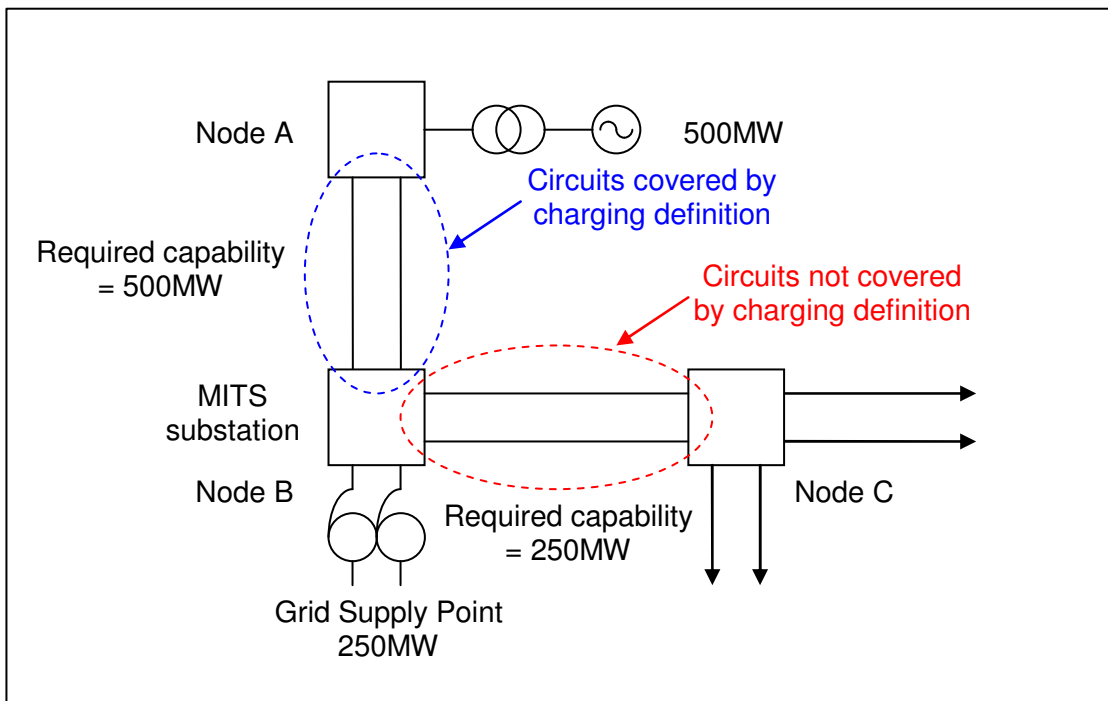 Node A
500MW
Circuits covered by
charging definition
Required capability
= 500MW
Circuits not covered
by charging definition
MITS
substation
Node B
Node C
Required capability
= 250MW
Grid Supply Point
250MW